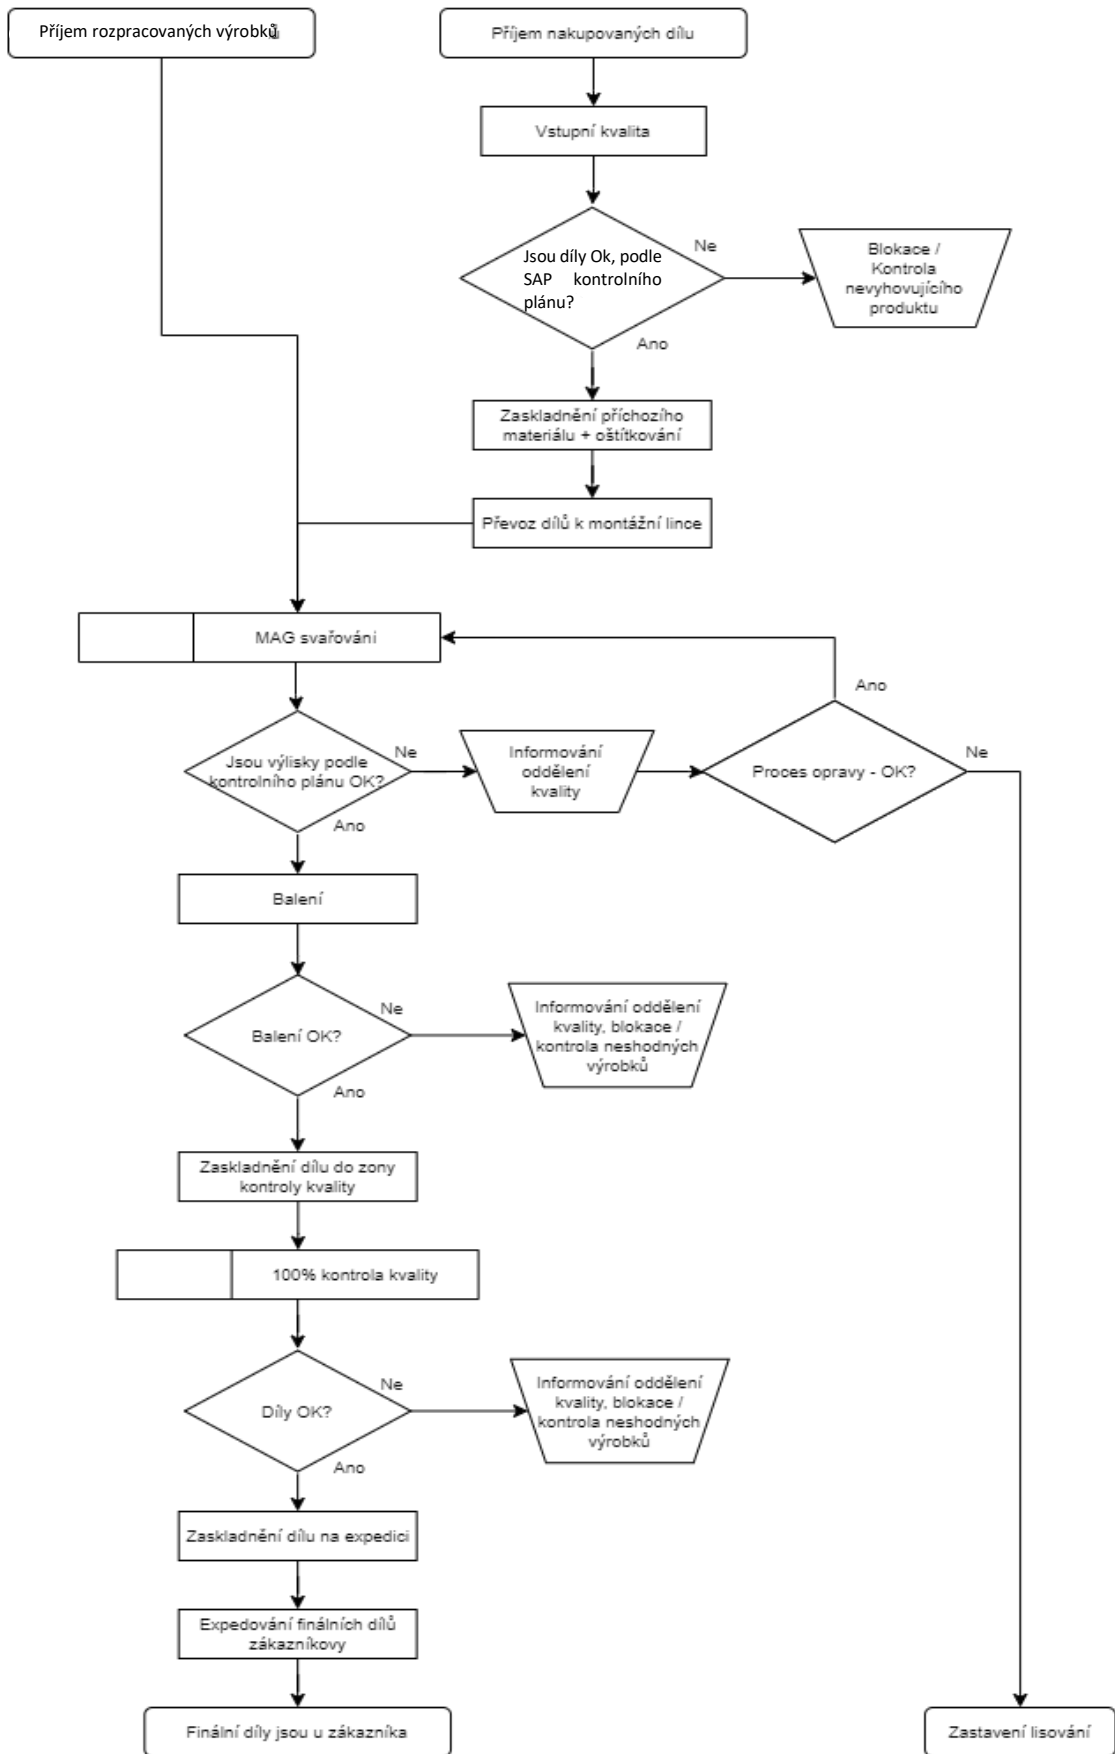 Příjem rozpracovaných výrobků
Příjem nakupovaných dílu
Vstupní kvalita
Jsou díly Ok, podle
SAP kontrolního
plánu?
Ne
Blokace /
Kontrola
nevyhovujícího
produktu
Ano
Zaskladnění příchozího
materiálu + oštítkování
Převoz dílů k montážní lince
MAG svařováni
Ano
Jsou výlisky podle
kontrolního plánu OK?
Ne
Informování
oddělení
kvality
Proces opravy - OK?
Ne
Ano
Balení
Balení OK?
Ne
Informování oddělení
kvality, blokace /
kontrola neshodných
výrobků
Ano
Zaskladnění dílu do zony
kontroly kvality
100% kontrola kvality
Díly OK?
Ne
Informování oddělení
kvality, blokace /
kontrola neshodných
výrobků
Ano
Zaskladnění dílu na expedici
Expedování finálních dílů
zákazníkovy
Finální díly jsou u zákazníka
Zastavení lisování